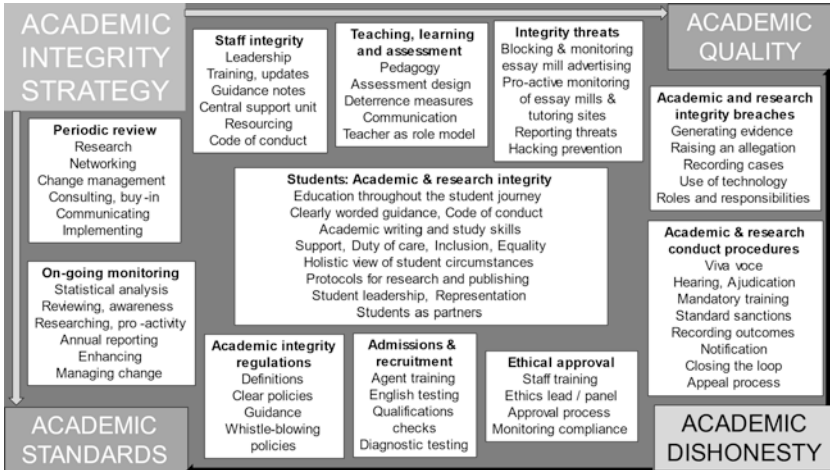 ACADEMIC
INTEGRITY
STRATEGY
Staff integrity
Leadership
Training, updates
Guidance notes
Central support unit
Resourcing
Code of conduct
Teaching, learning
and assessment
Pedagogy
Assessment design
Deterrence measures
Communication
Teacher as role model
Integrity threats
Blocking & monitoring
essay mill advertising
Pro-active monitoring
of essay mills &
tutoring sites
Reporting threats
Hacking prevention
ACADEMIC
QUALITY
Periodic review
Research
Networking
Change management
Consulting, buy-in
Communicating
Implementing
Students: Academic & research integrity
Education throughout the student journey
Clearly worded guidance, Code of conduct
Academic writing and study skills
Support, Duty of care, Inclusion, Equality
Holistic view of student circumstances
Protocols for research and publishing
Student leadership, Representation
Students as partners
Academic and research
integrity breaches
Generating evidence
Raising an allegation
Recording cases
Use of technology
Roles and responsibilities
On-going monitoring
Statistical analysis
Reviewing, awareness
Researching, pro -activity
Annual reporting
Enhancing
Managing change
Academic & research
conduct procedures
Viva voce
Hearing, Ajudication
Mandatory training
Standard sanctions
Recording outcomes
Notification
Closing the loop
Appeal process
Academic integrity
regulations
Definitions
Clear policies
Guidance
Whistle-blowing
policies
Admissions &
recruitment
Agent training
English testing
Qualifications
checks
Diagnostic testing
Ethical approval
Staff training
Ethics lead / panel
Approval process
Monitoring compliance
ACADEMIC
STANDARDS
ACADEMIC
DISHONESTY